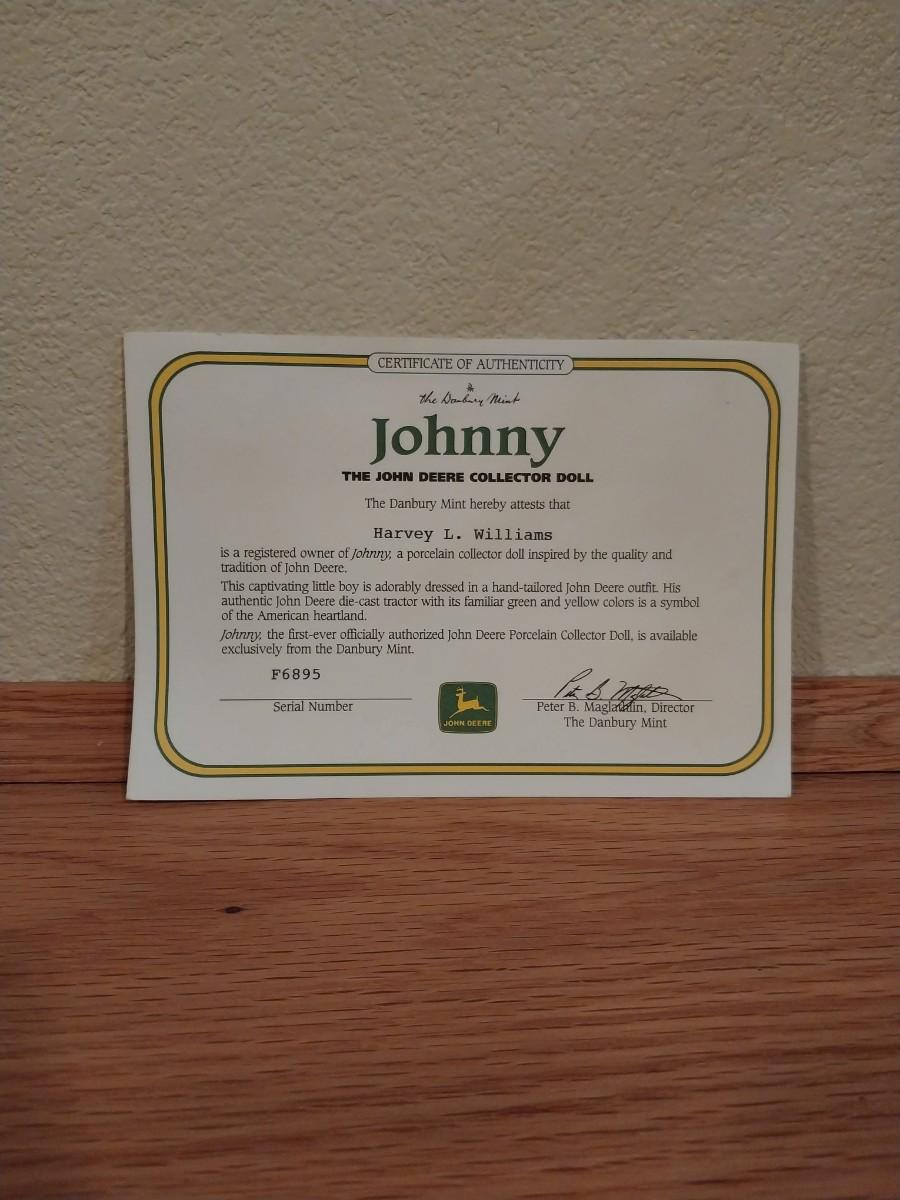 CERTIFICATE OF AUTHENTICITY
the Danbury Mint
Johnny
THE JOHN DEERE COLLECTOR DOLL
The Danbury Mint hereby attests that
Harvey L. Williams
is a registered owner of Johnny, a porcelain collector doll inspired by the quality and
tradition of John Deere.
This captivating little boy is adorably dressed in a hand-tailored John Deere outfit. His
authentic John Deere die-cast tractor with its familiar green and yellow colors is a symbol
of the American heartland.
Johnny, the first-ever officially authorized John Deere Porcelain Collector Doll, is available
exclusively from the Danbury Mint.
F6895
Serial Number
JOHN DEERE
Peter B. Maglathlin, Director
The Danbury Mint